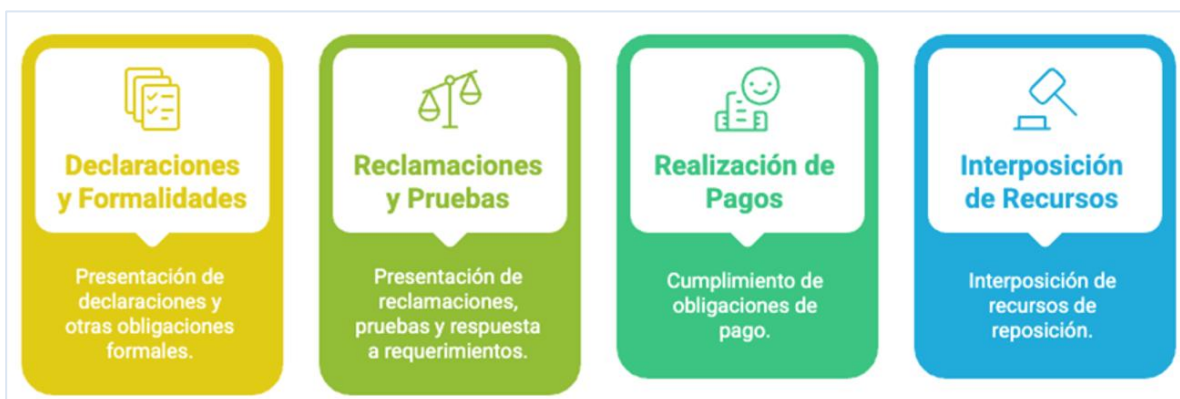 Declaraciones
y Formalidades
Presentación de
declaraciones y
otras obligaciones
formales.
Reclamaciones
y Pruebas
Presentación de
reclamaciones,
pruebas y respuesta
a requerimientos.
Realización de
Pagos
Cumplimiento de
obligaciones de
pago.
Interposición
de Recursos
Interposición de
recursos de
reposición.